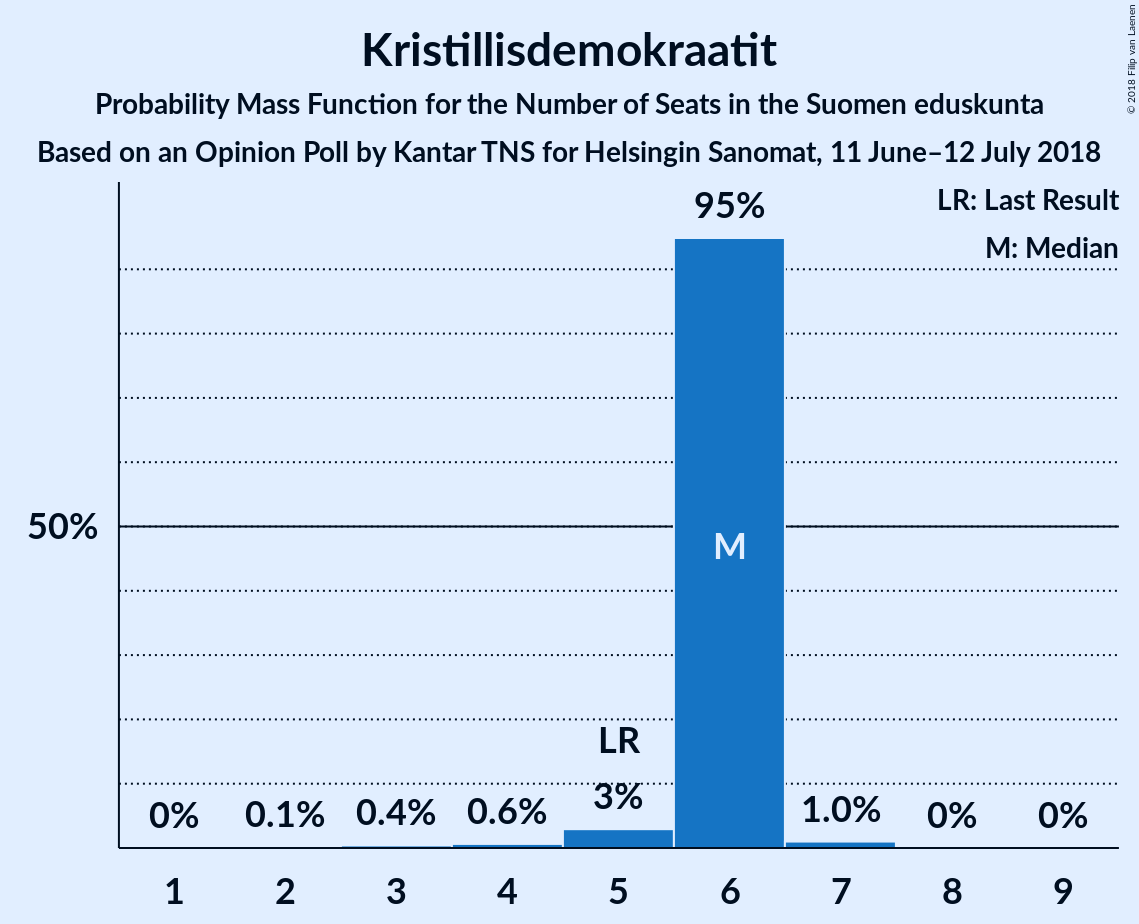 Kristillisdemokraatit
Probability Mass Function for the Number of Seats in the Suomen eduskunta
Based on an Opinion Poll by Kantar TNS for Helsingin Sanomat, 11 June–12 July 2018
© 2018 Filip van Laenen
LR: Last Result
M: Median
95%
50%
M
LR
0% 0.1% 0.4% 0.6% 3% 1.0% 0% 0%
1 2 3 4 5 6 7 8 9